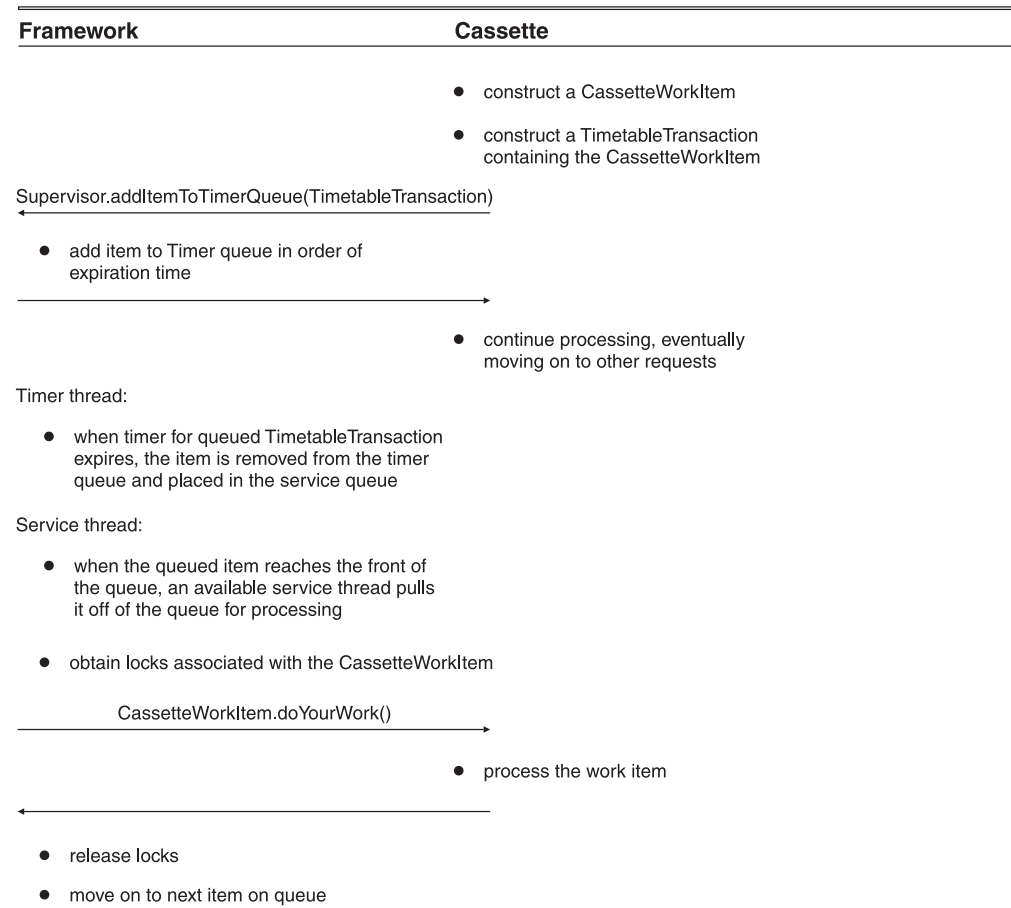 Framework Cassette
● construct a CassetteWorkItem
● construct a TimetableTransaction
containing the CassetteWorkItem
Supervisor.addItemToTimerQueue(TimetableTransaction)
● add item to Timer queue in order of
expiration time
● continue processing, eventually
moving on to other requests
Timer thread:
● when timer for queued TimetableTransaction
expires, the item is removed from the timer
queue and placed in the service queue
Service thread:
● when the queued item reaches the front of
the queue, an available service thread pulls
it off of the queue for processing
● obtain locks associated with the CassetteWorkItem
CassetteWorkItem.doYourWork()
● process the work item
● release locks
● move on to next item on queue